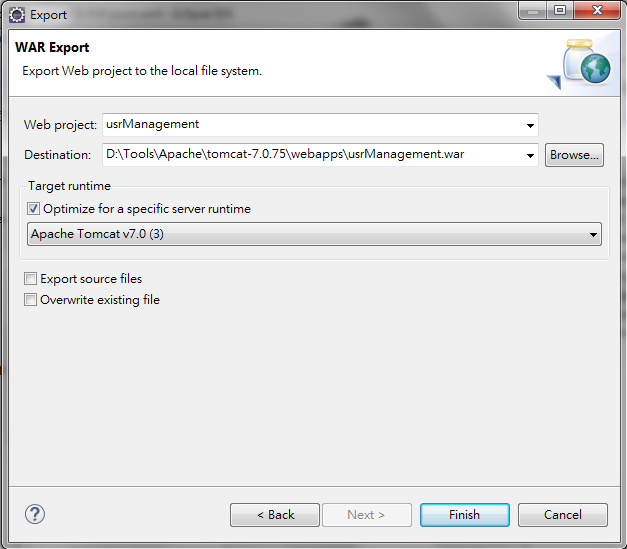 Export
WAR Export
Export Web project to the local file system.
Web project: usrManagement
Destination: D:\Tools\Apache\tomcat-7.0.75\webapps\usrManagement.war Browse...
Target runtime
Optimize for a specific server runtime
Apache Tomcat v7.0 (3)
Export source files
Overwrite existing file
? < Back Next > Finish Cancel